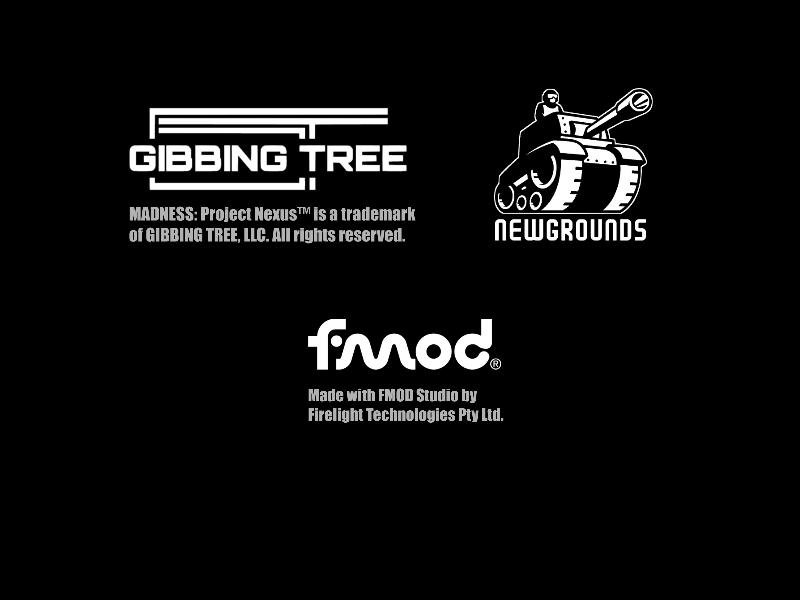 GIBBING TREE
MADNESS: Project Nexus™ is a trademark
of GIBBING TREE, LLC. All rights reserved.
NEWGROUNDS
fmod®
Made with FMOD Studio by
Firelight Technologies Pty Ltd.